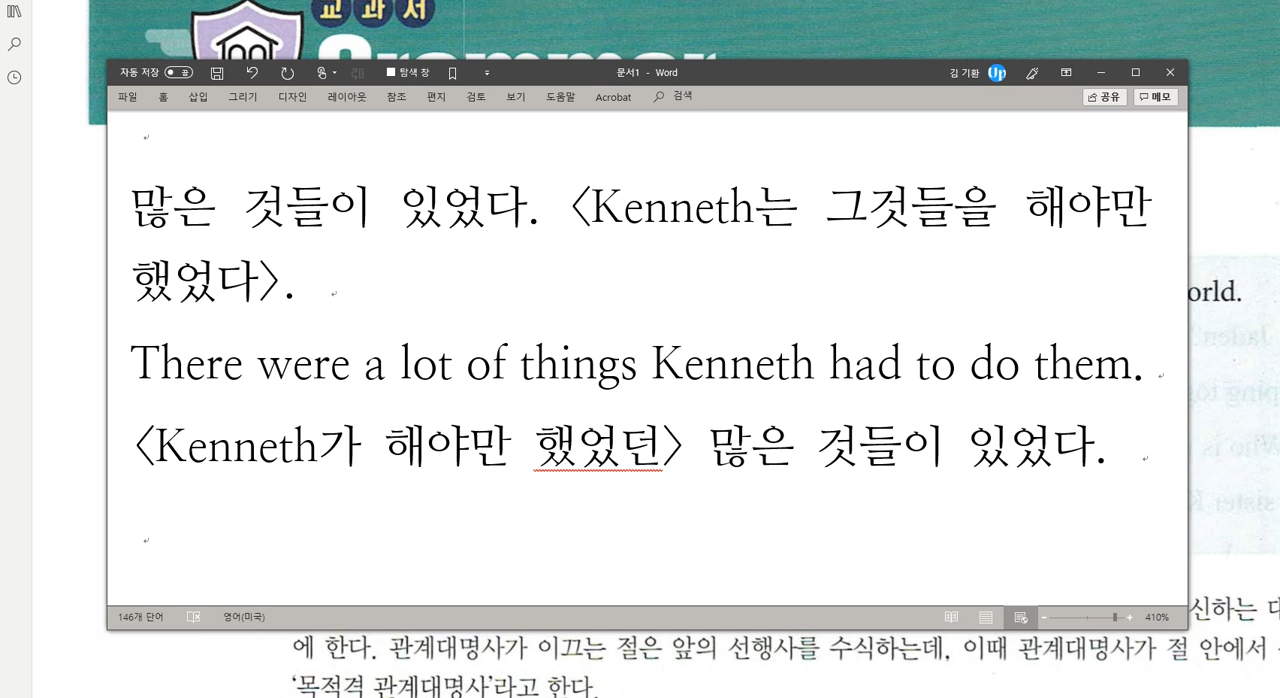 교과서
Grammar
자동 저장 끔 탐색 창 문서1 - Word 김 기환
파일 홈 삽입 그리기 디자인 레이아웃 참조 편지 검토 보기 도움말 Acrobat 검색 공유 메모
많은 것들이 있었다. 〈Kenneth는 그것들을 해야만
했었다〉.
There were a lot of things Kenneth had to do them.
〈Kenneth가 해야만 했었던〉 많은 것들이 있었다.
orld.
146개 단어 영어(미국) 410%
신하는 대
에 한다. 관계대명사가 이끄는 절은 앞의 선행사를 수식하는데, 이때 관계대명사가 절 안에서
‘목적격 관계대명사’라고 한다.